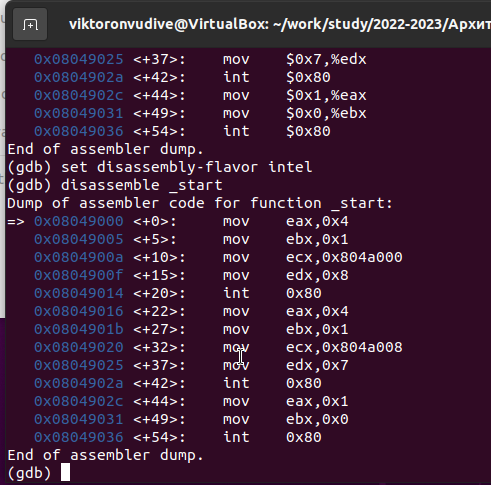 viktoronvudive@VirtualBox: ~/work/study/2022-2023/Архит
0x08049025 <+37>: mov $0x7,%edx
0x0804902a <+42>: int $0x80
0x0804902c <+44>: mov $0x1,%eax
0x08049031 <+49>: mov $0x0,%ebx
0x08049036 <+54>: int $0x80
End of assembler dump.
(gdb) set disassembly-flavor intel
(gdb) disassemble _start
Dump of assembler code for function _start:
=> 0x08049000 <+0>: mov eax,0x4
0x08049005 <+5>: mov ebx,0x1
0x0804900a <+10>: mov ecx,0x804a000
0x0804900f <+15>: mov edx,0x8
0x08049014 <+20>: int 0x80
0x08049016 <+22>: mov eax,0x4
0x0804901b <+27>: mov ebx,0x1
0x08049020 <+32>: mov ecx,0x804a008
0x08049025 <+37>: mov edx,0x7
0x0804902a <+42>: int 0x80
0x0804902c <+44>: mov eax,0x1
0x08049031 <+49>: mov ebx,0x0
0x08049036 <+54>: int 0x80
End of assembler dump.
(gdb)